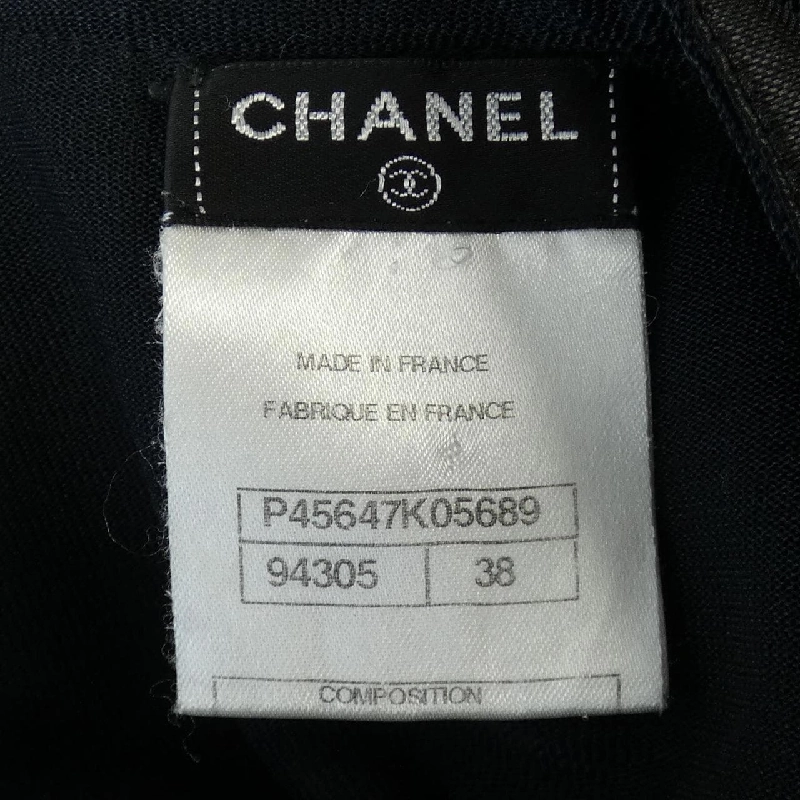 CHANEL
MADE IN FRANCE
FABRIQUE EN FRANCE
P45647K05689
94305 38
COMPOSITION